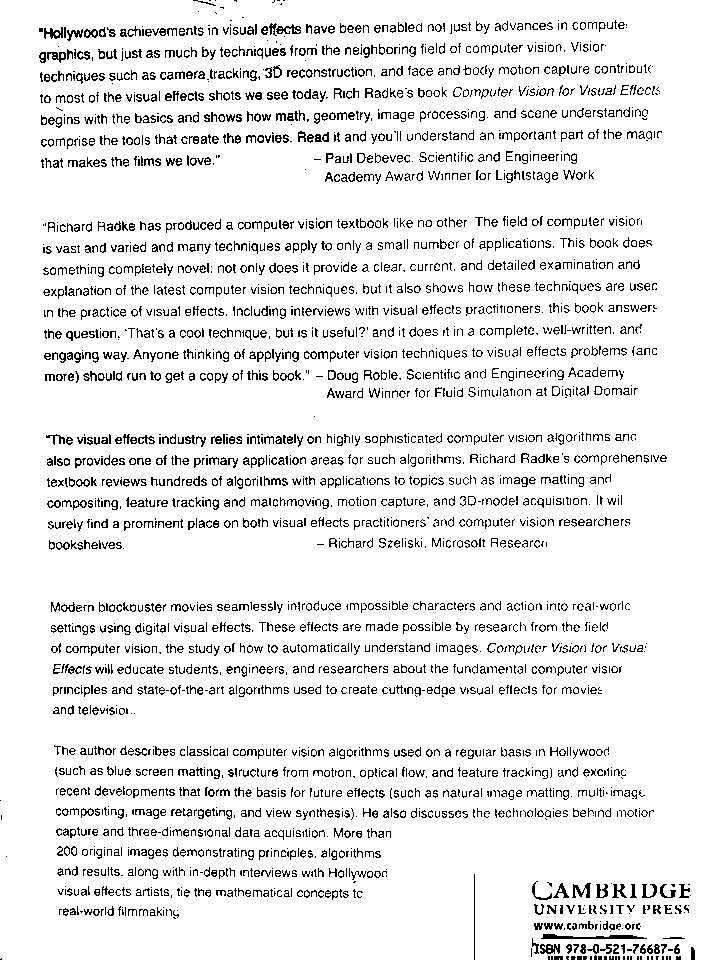 "Hollywood's achievements in visual effects have been enabled not just by advances in compute
graphics, but just as much by techniques from the neighboring field of computer vision. Visior
techniques such as camera tracking, 3D reconstruction, and face and body motion capture contribute
to most of the visual effects shots we see today. Rich Radke's book Computer Vision for Visual Effects
begins with the basics and shows how math, geometry, image processing, and scene understanding
comprise the tools that create the movies. Read it and you'll understand an important part of the magic
that makes the films we love." – Paul Debevec, Scientific and Engineering
Academy Award Winner for Lightstage Work
"Richard Radke has produced a computer vision textbook like no other. The field of computer vision
is vast and varied and many techniques apply to only a small number of applications. This book does
something completely novel: not only does it provide a clear, current, and detailed examination and
explanation of the latest computer vision techniques, but it also shows how these techniques are used
in the practice of visual effects. Including interviews with visual effects practitioners, this book answers
the question, 'That's a cool technique, but is it useful?' and it does it in a complete, well-written, and
engaging way. Anyone thinking of applying computer vision techniques to visual effects problems (and
more) should run to get a copy of this book." – Doug Roble, Scientific and Engineering Academy
Award Winner for Fluid Simulation at Digital Domain
"The visual effects industry relies intimately on highly sophisticated computer vision algorithms and
also provides one of the primary application areas for such algorithms. Richard Radke's comprehensive
textbook reviews hundreds of algorithms with applications to topics such as image matting and
compositing, feature tracking and matchmoving, motion capture, and 3D-model acquisition. It will
surely find a prominent place on both visual effects practitioners' and computer vision researchers
bookshelves. – Richard Szeliski, Microsoft Research
Modern blockbuster movies seamlessly introduce impossible characters and action into real-world
settings using digital visual effects. These effects are made possible by research from the field
of computer vision, the study of how to automatically understand images. Computer Vision for Visual
Effects will educate students, engineers, and researchers about the fundamental computer vision
principles and state-of-the-art algorithms used to create cutting-edge visual effects for movies
and television.
The author describes classical computer vision algorithms used on a regular basis in Hollywood
(such as blue screen matting, structure from motion, optical flow, and feature tracking) and exciting
recent developments that form the basis for future effects (such as natural image matting, multi-image
compositing, image retargeting, and view synthesis). He also discusses the technologies behind motion
capture and three-dimensional data acquisition. More than
200 original images demonstrating principles, algorithms
and results, along with in-depth interviews with Hollywood
visual effects artists, tie the mathematical concepts to
real-world filmmaking
CAMBRIDGE
UNIVERSITY PRESS
www.cambridge.org
ISBN 978-0-521-76687-6